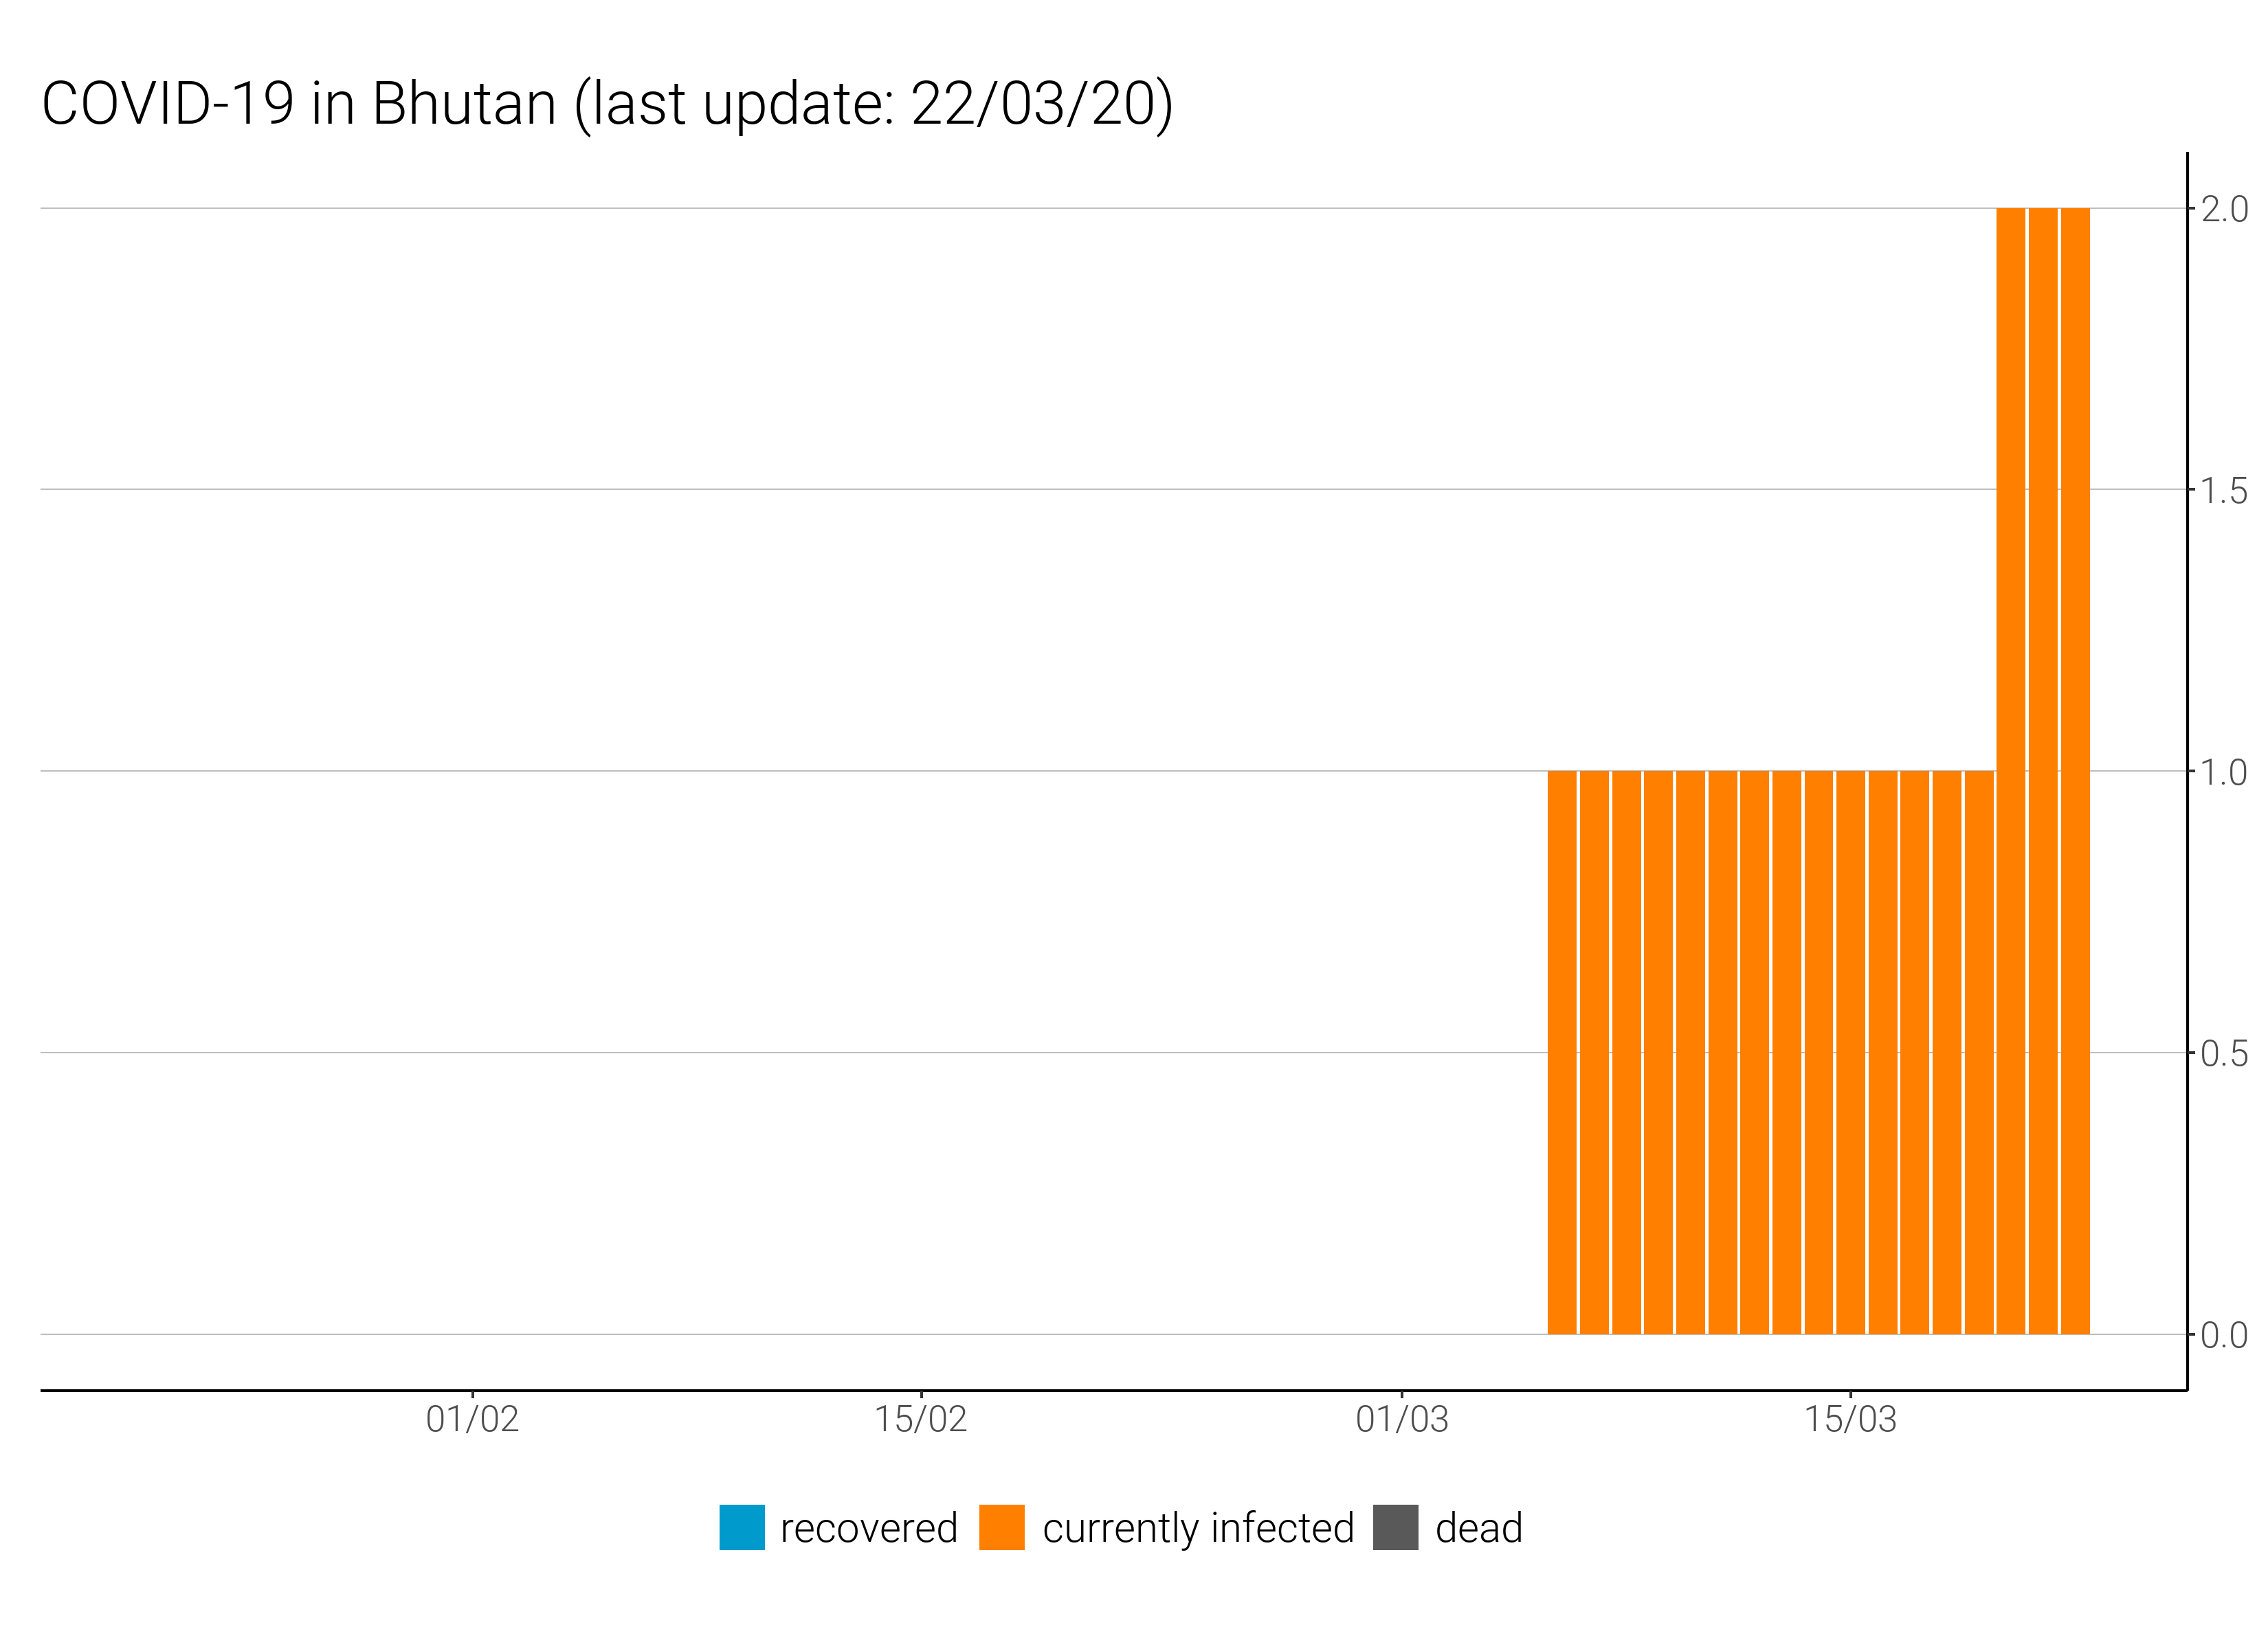 COVID-19 in Bhutan (last update: 22/03/20)
2.0
1.5
1.0
0.5
0.0
01/02 15/02 01/03 15/03
recovered currently infected dead